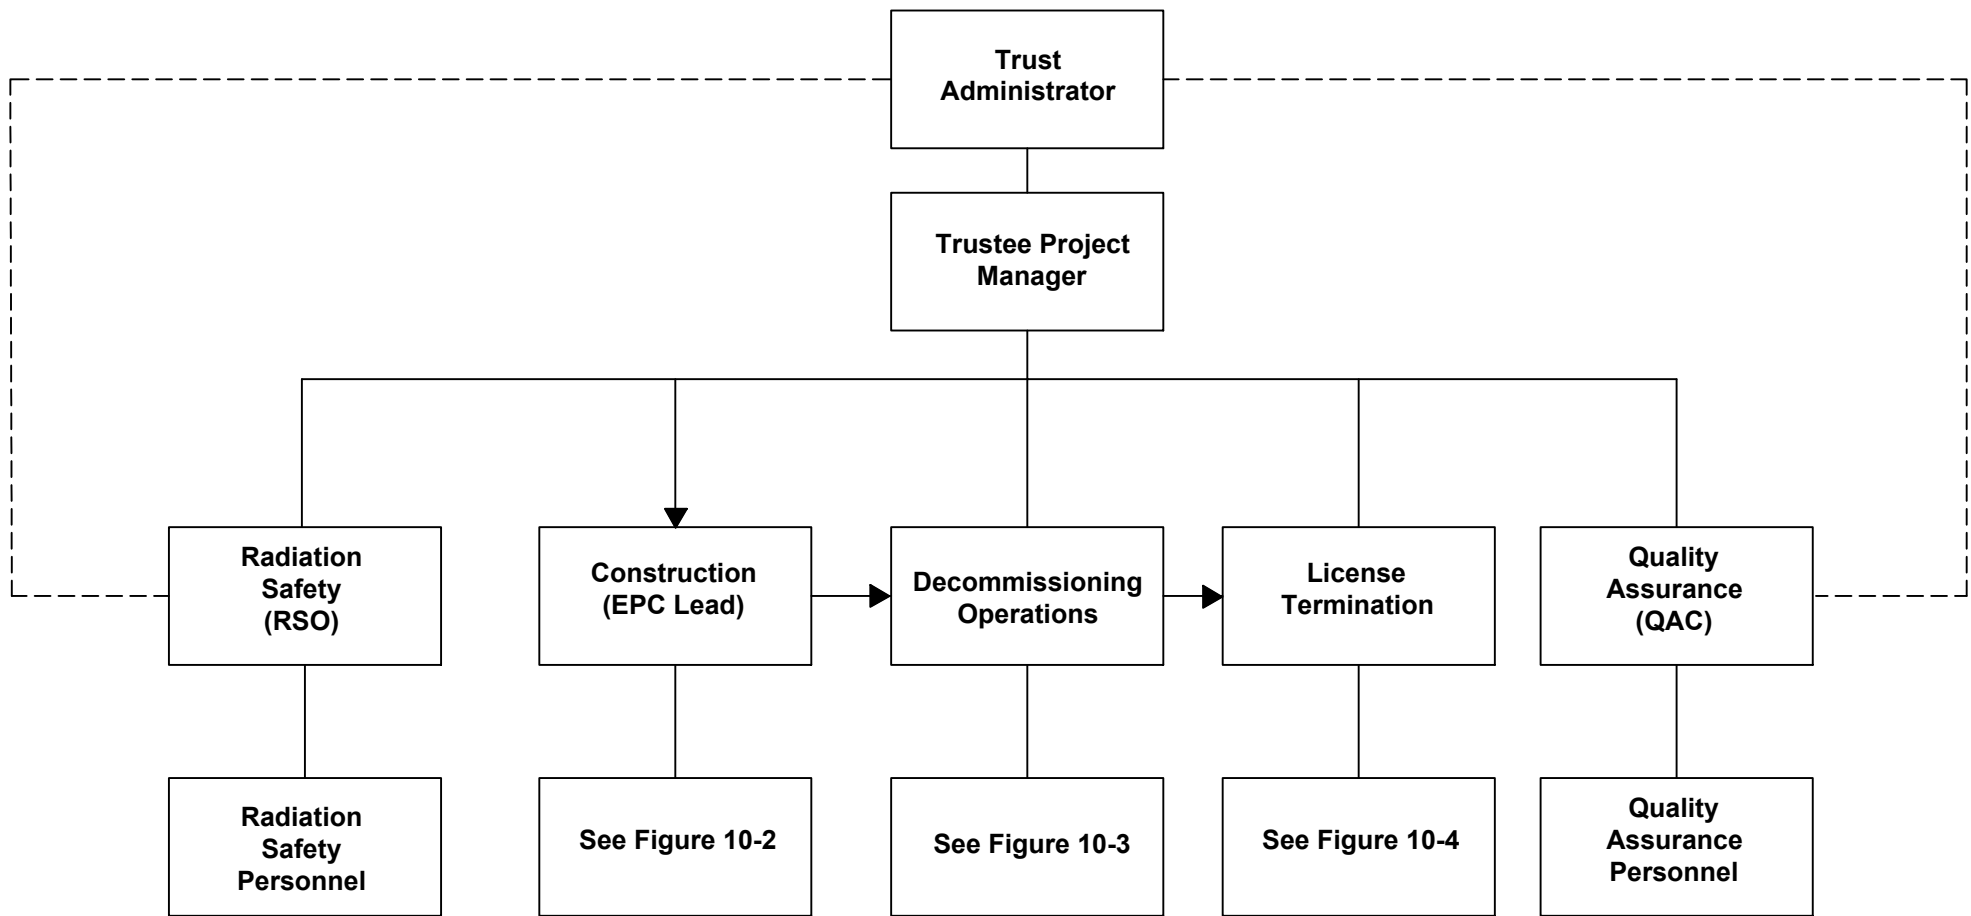 Trust
Administrator
Trustee Project
Manager
Radiation
Safety
(RSO)
Construction
(EPC Lead)
Decommissioning
Operations
License
Termination
Quality
Assurance
(QAC)
Radiation
Safety
Personnel
See Figure 10-2
See Figure 10-3
See Figure 10-4
Quality
Assurance
Personnel